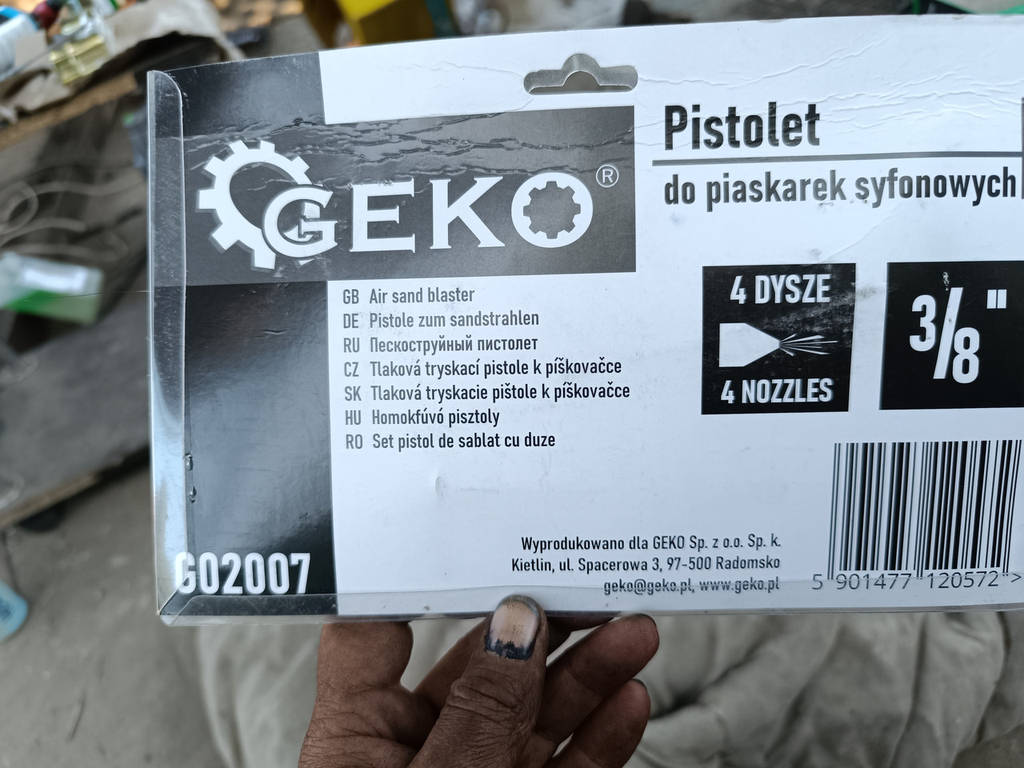 GEKO®
Pistolet
do piaskarek syfonowych
GB Air sand blaster
DE Pistole zum sandstrahlen
RU Пескоструйный пистолет
CZ Tlaková tryskací pistole k pískovačce
SK Tlaková tryskacie pištole k pískovačce
HU Homokfúvó pisztoly
RO Set pistol de sablat cu duze
4 DYSZE
4 NOZZLES
3/8"
G02007
Wyprodukowano dla GEKO Sp. z o.o. Sp. k.
Kietlin, ul. Spacerowa 3, 97-500 Radomsko
geko@geko.pl, www.geko.pl
5 901477 120572 >